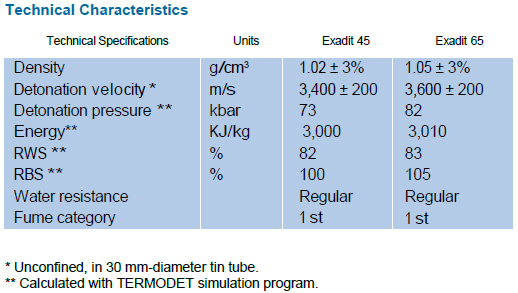 Technical Characteristics
Technical Specifications Units Exadit 45 Exadit 65
Density g/cm³ 1.02 ± 3% 1.05 ± 3%
Detonation velocity * m/s 3,400 ± 200 3,600 ± 200
Detonation pressure ** kbar 73 82
Energy** KJ/kg 3,000 3,010
RWS ** % 82 83
RBS ** % 100 105
Water resistance Regular Regular
Fume category 1 st 1 st
* Unconfined, in 30 mm-diameter tin tube.
** Calculated with TERMODET simulation program.